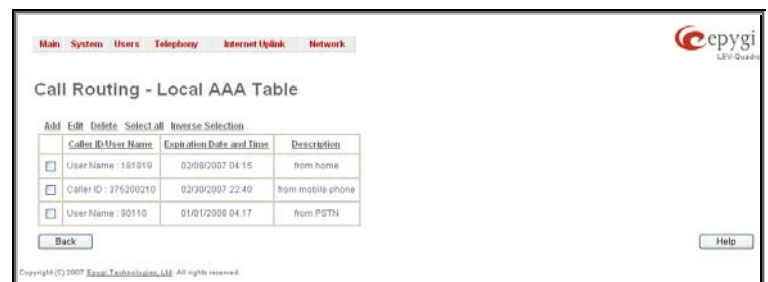 Main System Users Telephony Internet Uplink Network
epygi
LEV-Quadro
Call Routing - Local AAA Table
Add Edit Delete Select all Inverse Selection
Caller ID/User Name Expiration Date and Time Description
User Name : 181819 02/08/2007 04:15 from home
Caller ID : 375200210 02/30/2007 22:40 from mobile phone
User Name : 80110 01/01/2008 04:17 from PSTN
Back Help
Copyright (C) 2007 Epygi Technologies, Ltd. All rights reserved.